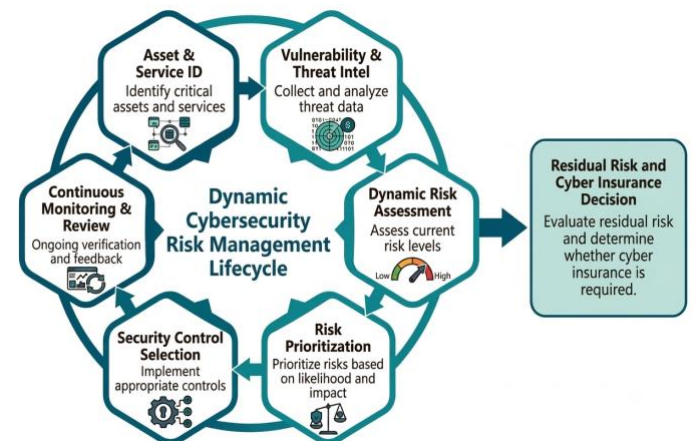 Asset &
Service ID
Identify critical
assets and services
Vulnerability &
Threat Intel
Collect and analyze
threat data
Dynamic Risk
Assessment
Assess current
risk levels
Low
High
Residual Risk and
Cyber Insurance
Decision
Evaluate residual risk
and determine
whether cyber
insurance is
required.
Risk
Prioritization
Prioritize risks based
on likelihood and
impact
Security Control
Selection
Implement
appropriate controls
Continuous
Monitoring &
Review
Ongoing verification
and feedback
Dynamic
Cybersecurity
Risk Management
Lifecycle